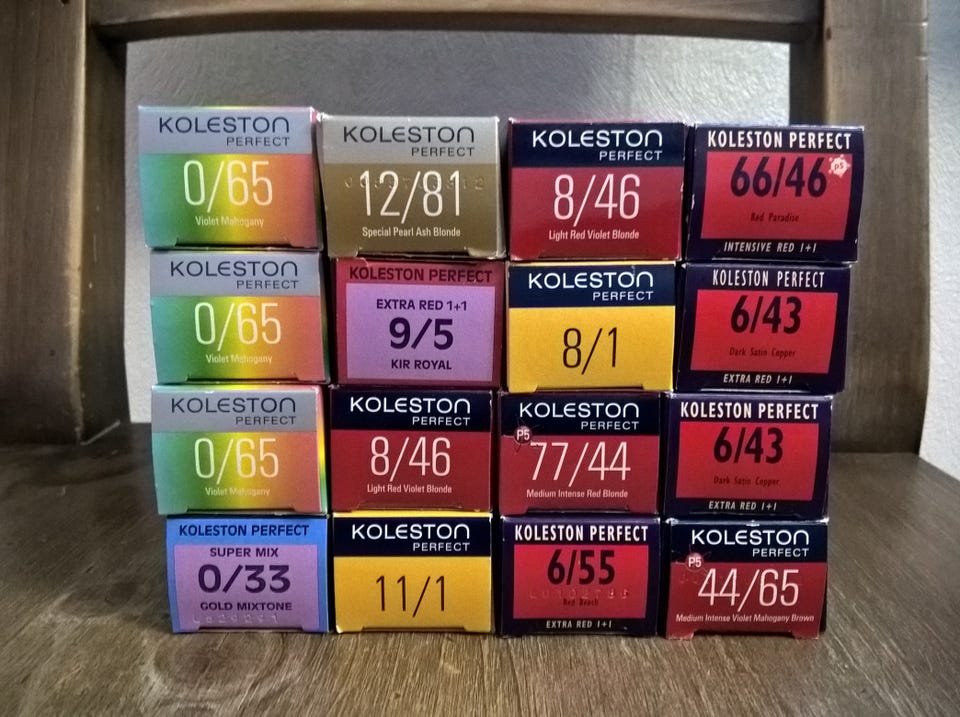 KOLESTON
PERFECT
0/65
Violet Mahogany
KOLESTON
PERFECT
12/81
Special Pearl Ash Blonde
KOLESTON
PERFECT
8/46
Light Red Violet Blonde
KOLESTON PERFECT
66/46
P5
Red Paradise
INTENSIVE RED 1+1
KOLESTON
PERFECT
0/65
Violet Mahogany
KOLESTON PERFECT
EXTRA RED 1+1
9/5
KIR ROYAL
KOLESTON
PERFECT
8/1
KOLESTON PERFECT
6/43
Dark Satin Copper
EXTRA RED 1+1
KOLESTON
PERFECT
0/65
Violet Mahogany
KOLESTON
PERFECT
8/46
Light Red Violet Blonde
KOLESTON
PERFECT
P5
77/44
Medium Intense Red Blonde
KOLESTON PERFECT
6/43
Dark Satin Copper
EXTRA RED 1+1
KOLESTON PERFECT
SUPER MIX
0/33
GOLD MIXTONE
KOLESTON
PERFECT
11/1
KOLESTON PERFECT
6/55
Red Beach
EXTRA RED 1+1
KOLESTON
PERFECT
P5
44/65
Medium Intense Violet Mahogany Brown